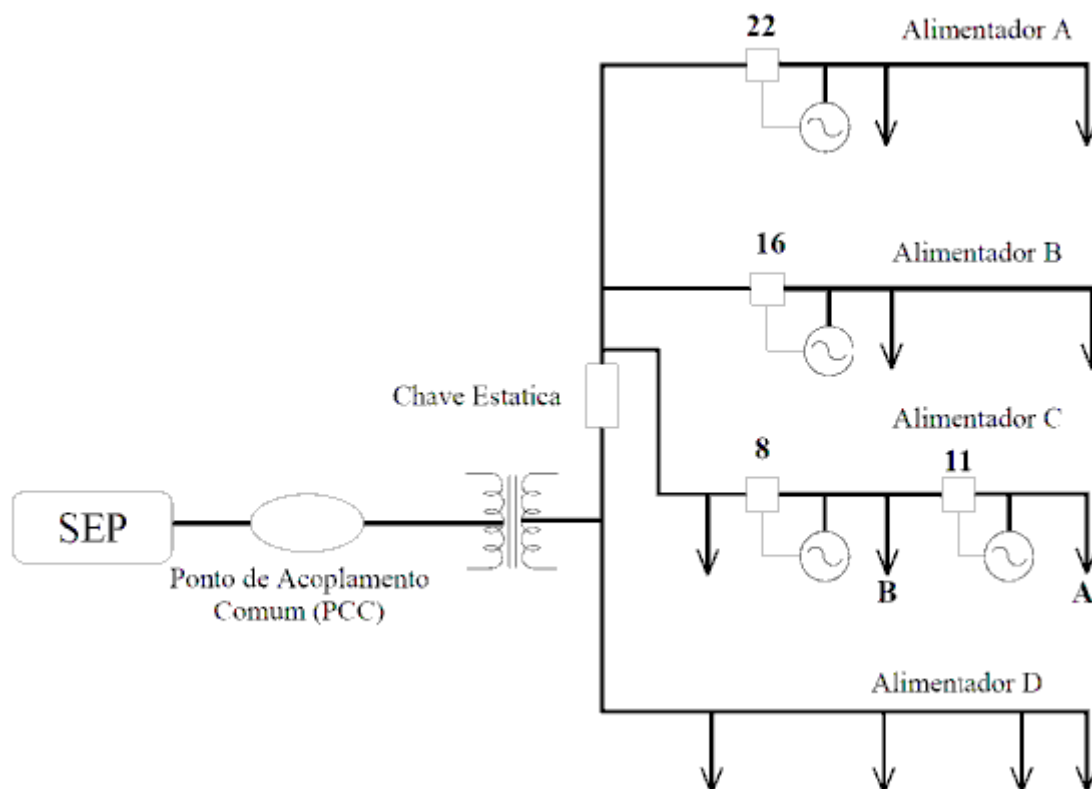 22
Alimentador A
16
Alimentador B
Chave Estatica
Alimentador C
8
11
SEP
Ponto de Acoplamento
Comum (PCC)
B
A
Alimentador D